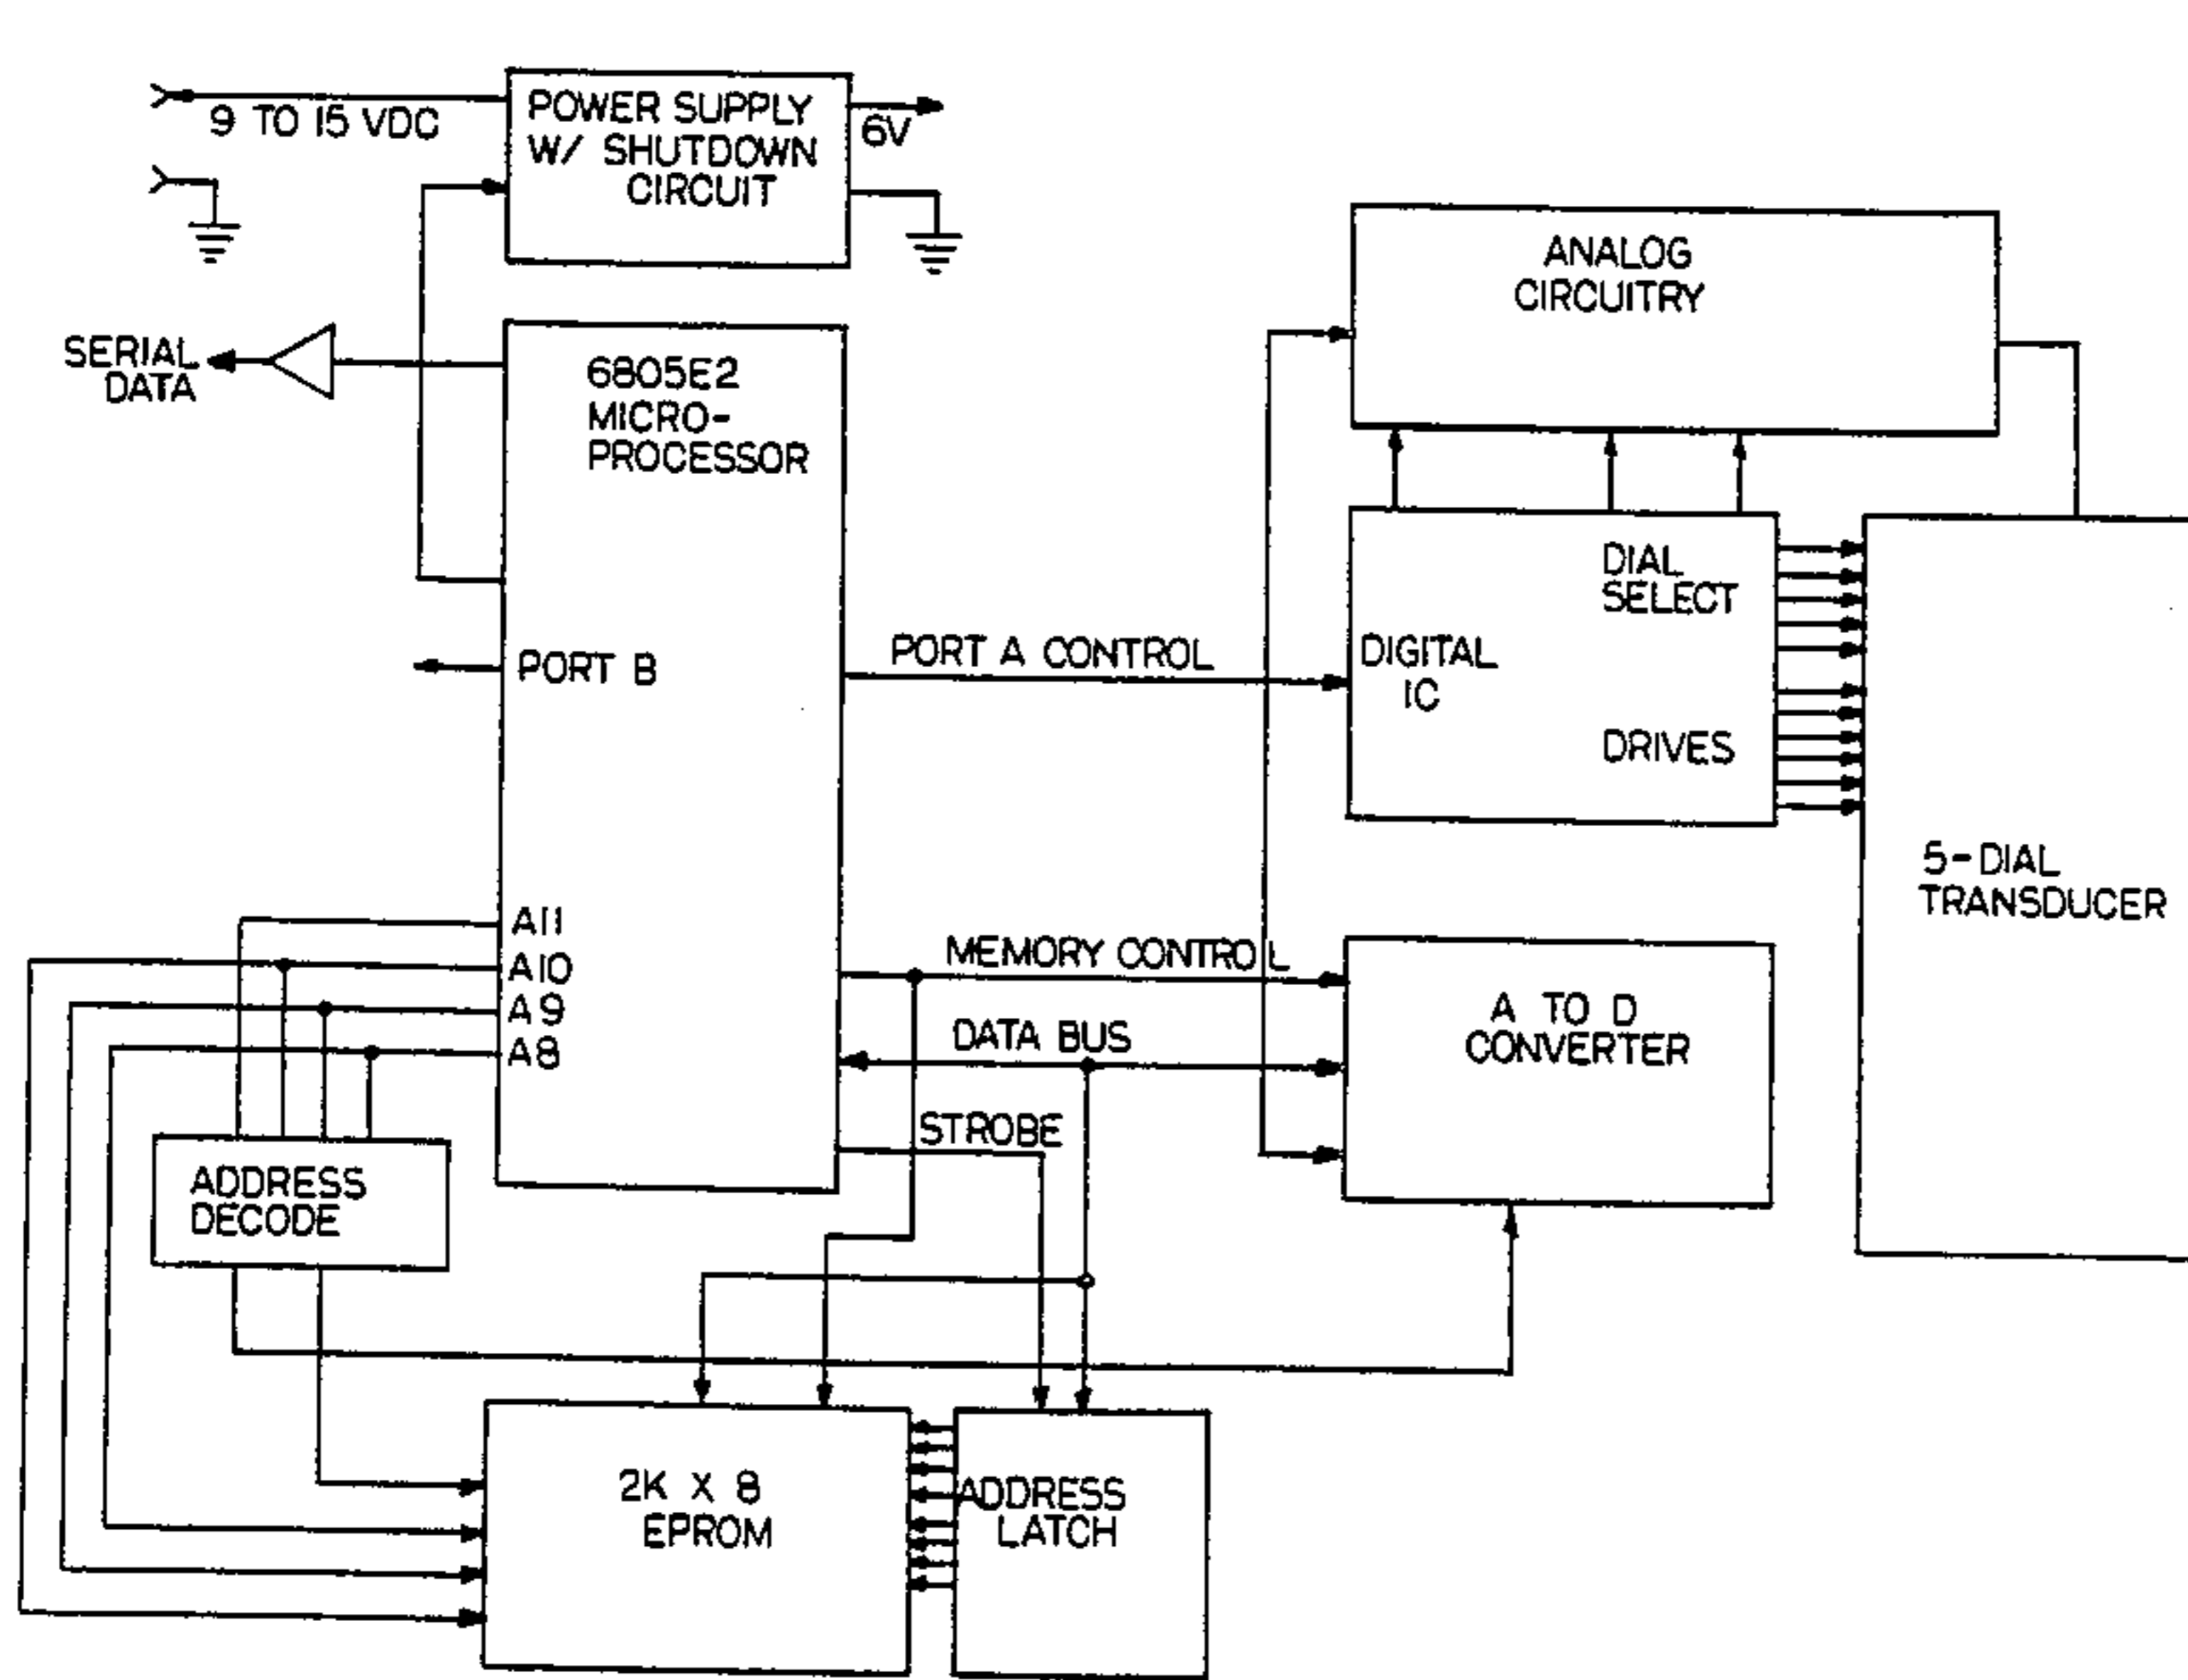 9 TO 15 VDC
POWER SUPPLY
W/ SHUTDOWN
CIRCUIT
6V
SERIAL
DATA
6805E2
MICRO-
PROCESSOR
PORT B
A11
A10
A9
A8
PORT A CONTROL
MEMORY CONTROL
DATA BUS
STROBE
ANALOG
CIRCUITRY
DIAL
SELECT
DIGITAL
IC
DRIVES
5-DIAL
TRANSDUCER
A TO D
CONVERTER
ADDRESS
DECODE
2K X 8
EPROM
ADDRESS
LATCH